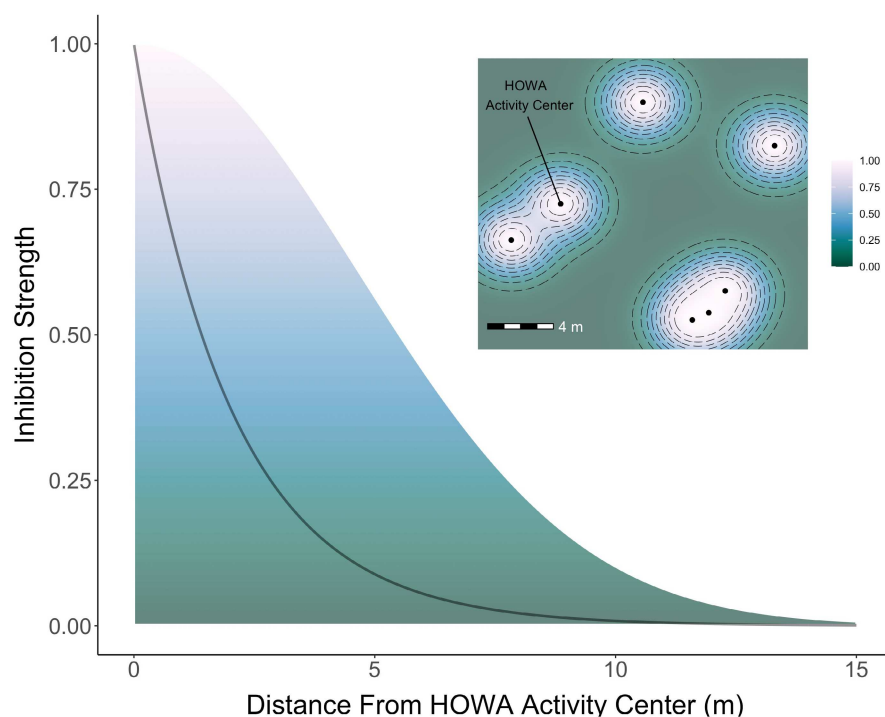 1.00
0.75
0.50
0.25
0.00
Inhibition Strength
0
5
10
15
Distance From HOWA Activity Center (m)
HOWA
Activity Center
4 m
1.00
0.75
0.50
0.25
0.00